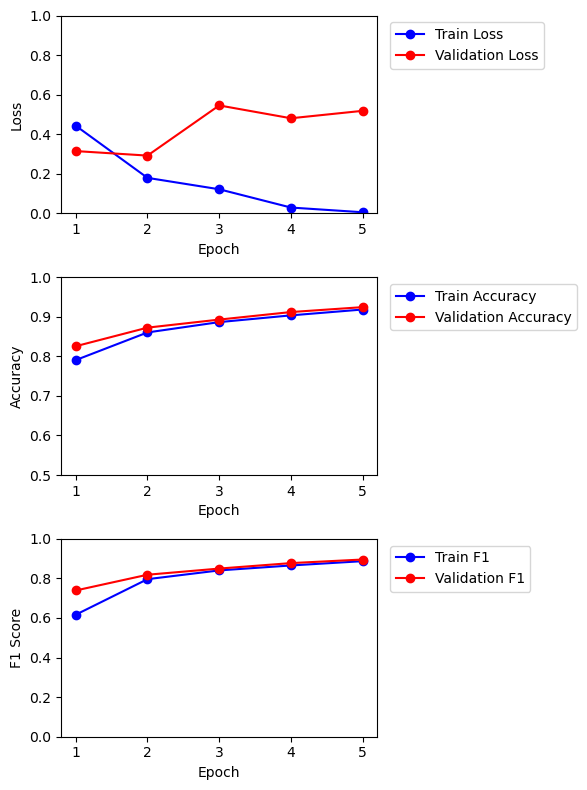 1.0
0.8
0.6
0.4
0.2
0.0
Loss
1 2 3 4 5
Epoch
Train Loss
Validation Loss
1.0
0.9
0.8
0.7
0.6
0.5
Accuracy
1 2 3 4 5
Epoch
Train Accuracy
Validation Accuracy
1.0
0.8
0.6
0.4
0.2
0.0
F1 Score
1 2 3 4 5
Epoch
Train F1
Validation F1